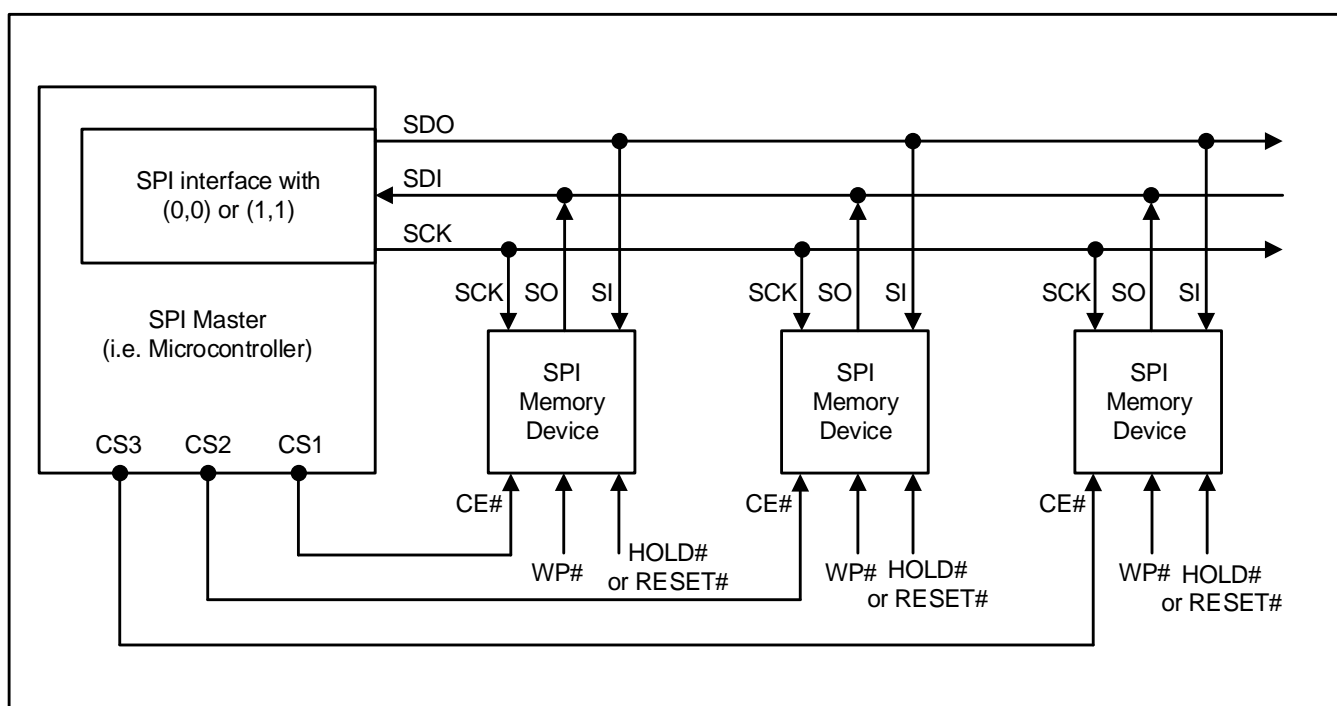 SDO
SPI interface with
(0,0) or (1,1)
SDI
SCK
SCK
SO
SI
SCK
SO
SI
SCK
SO
SI
SPI Master
(i.e. Microcontroller)
SPI
Memory
Device
SPI
Memory
Device
SPI
Memory
Device
CS3
CS2
CS1
CE#
WP#
HOLD#
or RESET#
CE#
WP#
HOLD#
or RESET#
CE#
WP#
HOLD#
or RESET#